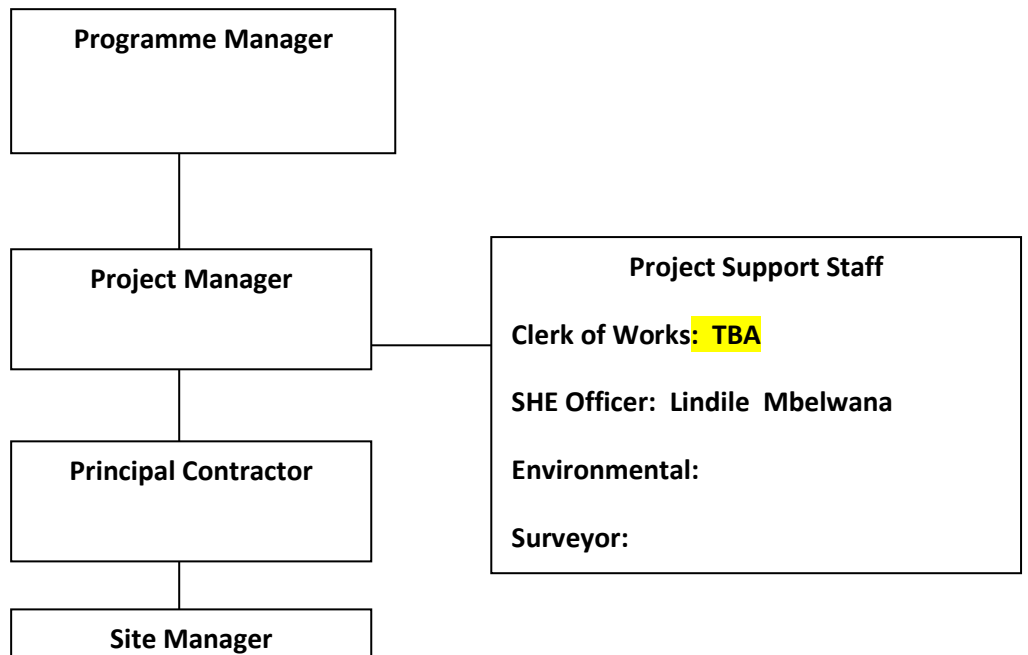 Programme Manager
Project Manager
Project Support Staff
Clerk of Works: TBA
SHE Officer: Lindile Mbelwana
Environmental:
Surveyor:
Principal Contractor
Site Manager